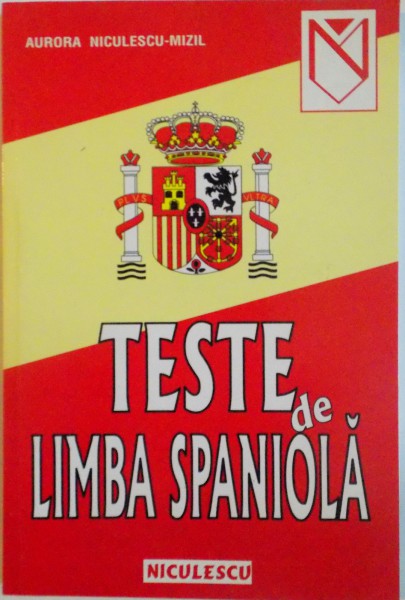 AURORA NICULESCU-MIZIL
PLVS VLTRA
TESTE
de
LIMBA SPANIOLĂ
NICULESCU